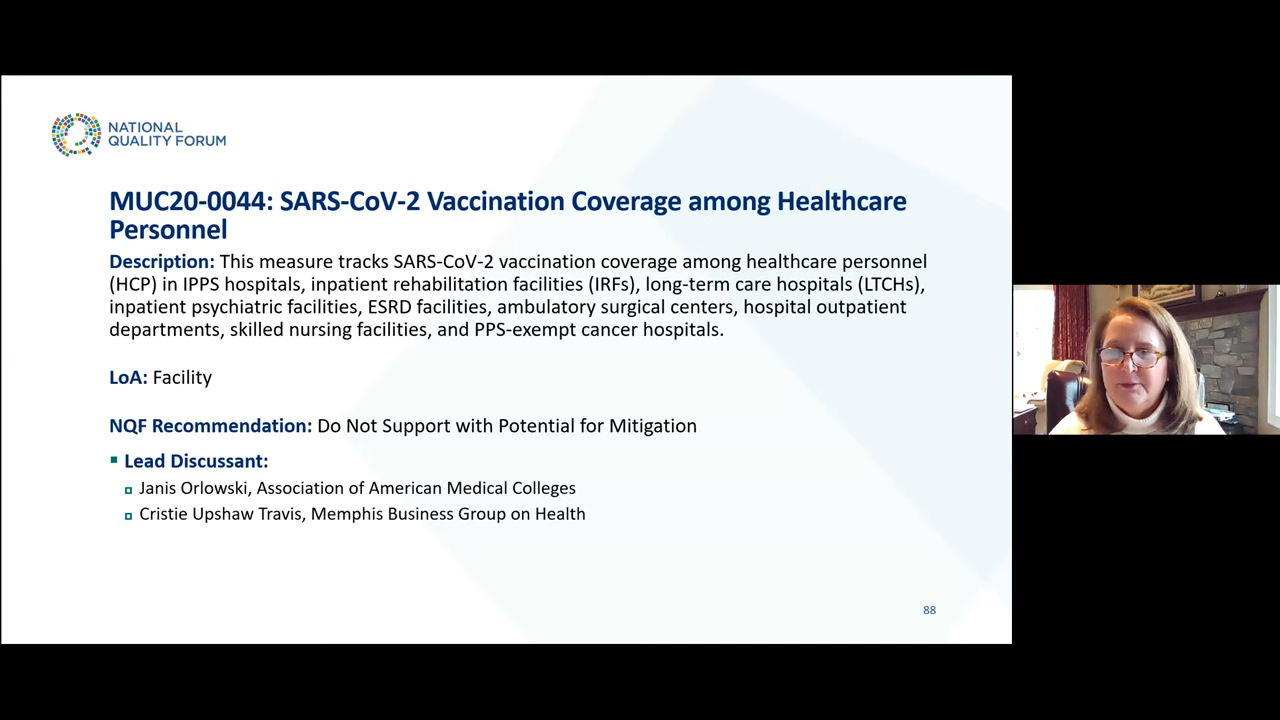 NATIONAL
QUALITY FORUM
MUC20-0044: SARS-CoV-2 Vaccination Coverage among Healthcare
Personnel
Description: This measure tracks SARS-CoV-2 vaccination coverage among healthcare personnel
(HCP) in IPPS hospitals, inpatient rehabilitation facilities (IRFs), long-term care hospitals (LTCHs),
inpatient psychiatric facilities, ESRD facilities, ambulatory surgical centers, hospital outpatient
departments, skilled nursing facilities, and PPS-exempt cancer hospitals.
LoA: Facility
NQF Recommendation: Do Not Support with Potential for Mitigation
Lead Discussant:
Janis Orlowski, Association of American Medical Colleges
Cristie Upshaw Travis, Memphis Business Group on Health
88